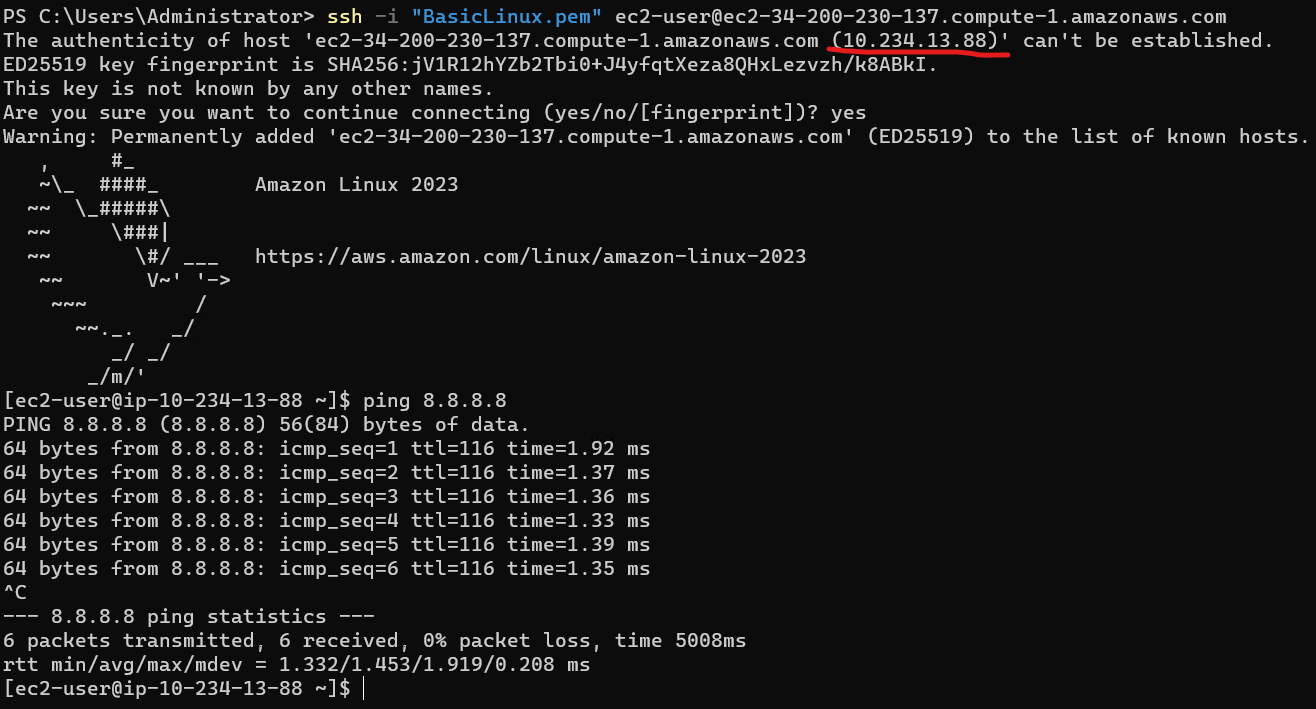 PS C:\Users\Administrator> ssh -i "BasicLinux.pem" ec2-user@ec2-34-200-230-137.compute-1.amazonaws.com
The authenticity of host 'ec2-34-200-230-137.compute-1.amazonaws.com (10.234.13.88)' can't be established.
ED25519 key fingerprint is SHA256:jV1R12hYZb2Tbi0+J4yfqtXeza8QHxLezvzh/k8ABkI.
This key is not known by any other names.
Are you sure you want to continue connecting (yes/no/[fingerprint])? yes
Warning: Permanently added 'ec2-34-200-230-137.compute-1.amazonaws.com' (ED25519) to the list of known hosts.
   ,     #_
   ~\_  ####_        Amazon Linux 2023
  ~~  \_#####\
  ~~     \###|
  ~~       \#/ ___   https://aws.amazon.com/linux/amazon-linux-2023
   ~~       V~' '->
    ~~~         /
      ~~._.   _/
         _/ _/
       _/m/'
[ec2-user@ip-10-234-13-88 ~]$ ping 8.8.8.8
PING 8.8.8.8 (8.8.8.8) 56(84) bytes of data.
64 bytes from 8.8.8.8: icmp_seq=1 ttl=116 time=1.92 ms
64 bytes from 8.8.8.8: icmp_seq=2 ttl=116 time=1.37 ms
64 bytes from 8.8.8.8: icmp_seq=3 ttl=116 time=1.36 ms
64 bytes from 8.8.8.8: icmp_seq=4 ttl=116 time=1.33 ms
64 bytes from 8.8.8.8: icmp_seq=5 ttl=116 time=1.39 ms
64 bytes from 8.8.8.8: icmp_seq=6 ttl=116 time=1.35 ms
^C
--- 8.8.8.8 ping statistics ---
6 packets transmitted, 6 received, 0% packet loss, time 5008ms
rtt min/avg/max/mdev = 1.332/1.453/1.919/0.208 ms
[ec2-user@ip-10-234-13-88 ~]$